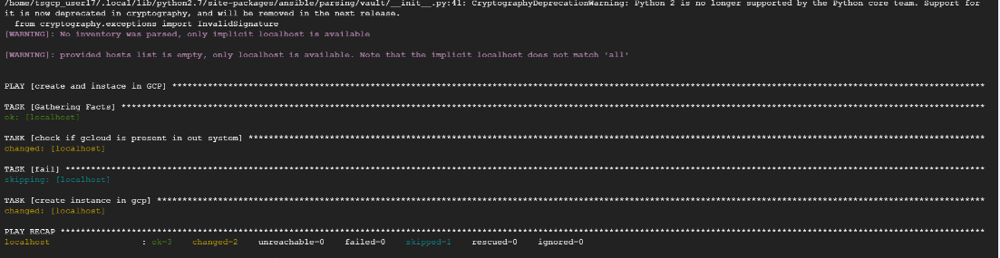 /home/tsgcp_user17/.local/lib/python2.7/site-packages/ansible/parsing/vault/__init__.py:41: CryptographyDeprecationWarning: Python 2 is no longer supported by the Python core team. Support for
it is now deprecated in cryptography, and will be removed in the next release.
  from cryptography.exceptions import InvalidSignature
[WARNING]: No inventory was parsed, only implicit localhost is available
[WARNING]: provided hosts list is empty, only localhost is available. Note that the implicit localhost does not match 'all'
PLAY [create and instace in GCP] ****************************************************************************************************************************************************************
TASK [Gathering Facts] **************************************************************************************************************************************************************************
ok: [localhost]
TASK [check if gcloud is present in out system] *************************************************************************************************************************************************
changed: [localhost]
TASK [fail] *************************************************************************************************************************************************************************************
skipping: [localhost]
TASK [create instance in gcp] *******************************************************************************************************************************************************************
changed: [localhost]
PLAY RECAP **************************************************************************************************************************************************************************************
localhost                  : ok=3    changed=2    unreachable=0    failed=0    skipped=1    rescued=0    ignored=0